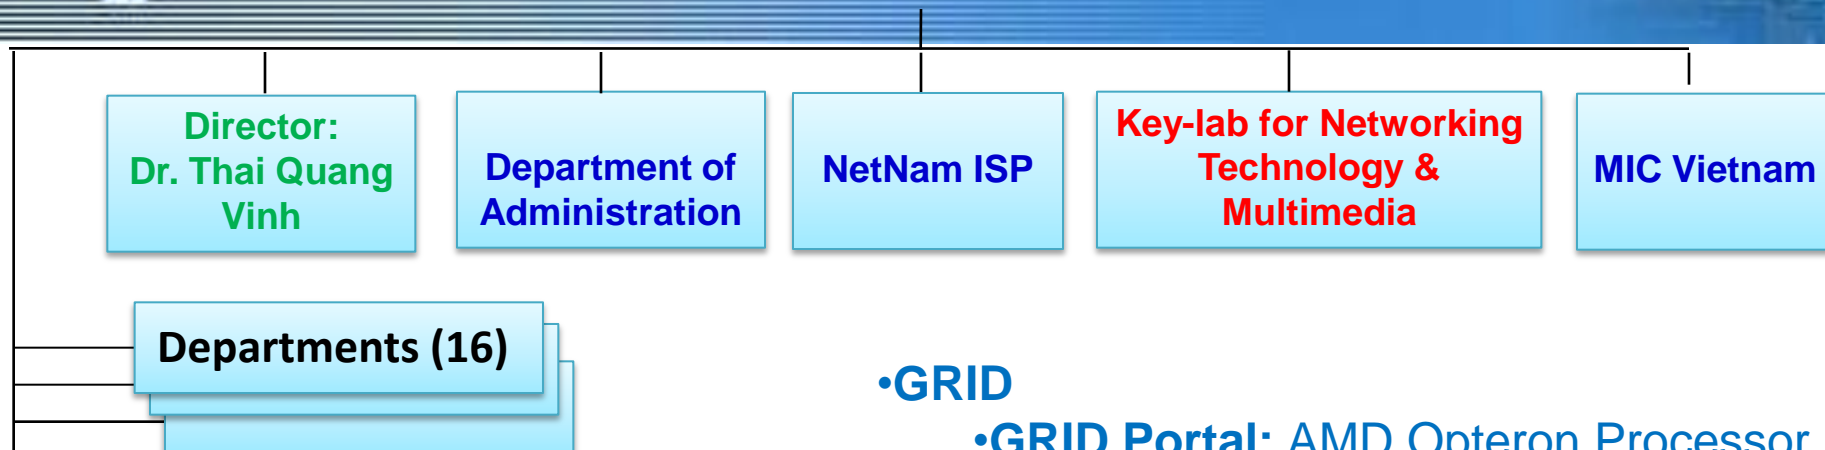 Director:
Dr. Thai Quang
Vinh
Department of
Administration
NetNam ISP
Key-lab for Networking
Technology &
Multimedia
MIC Vietnam
Departments (16)
•GRID
•GRID Portal: AMD Opteron Processor